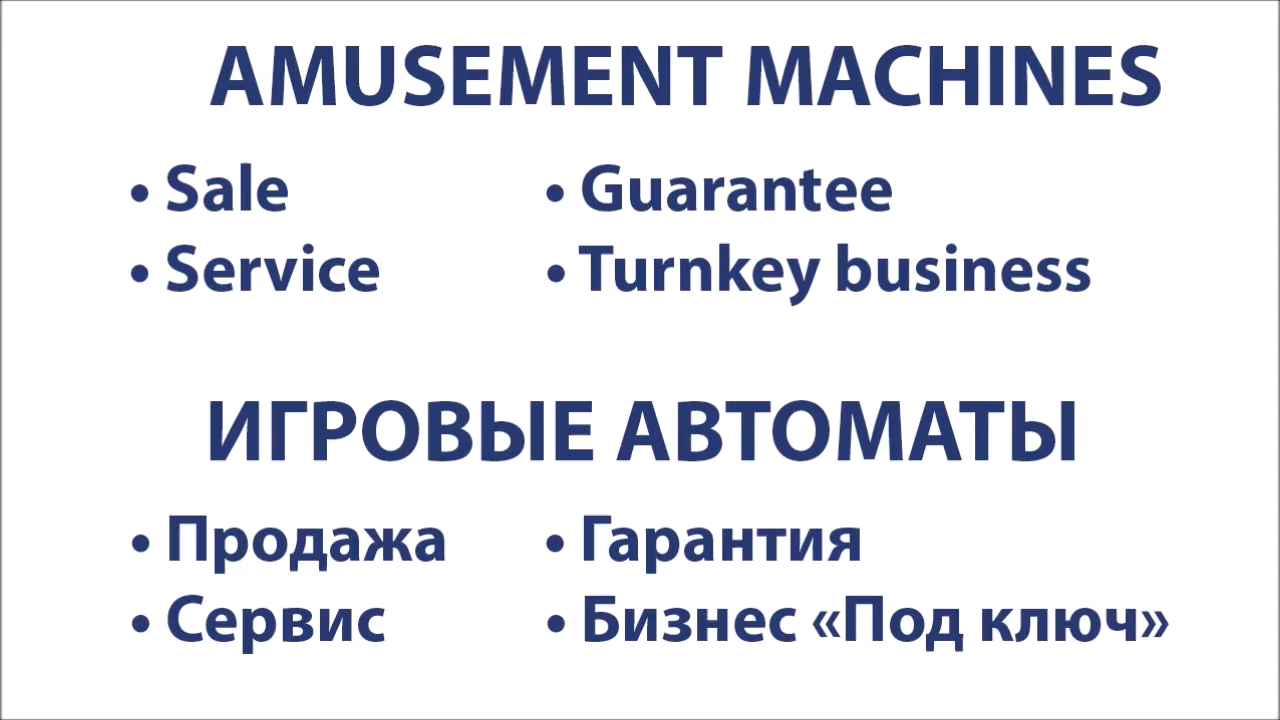 AMUSEMENT MACHINES
• Sale • Guarantee
• Service • Turnkey business
ИГРОВЫЕ АВТОМАТЫ
• Продажа • Гарантия
• Сервис • Бизнес «Под ключ»